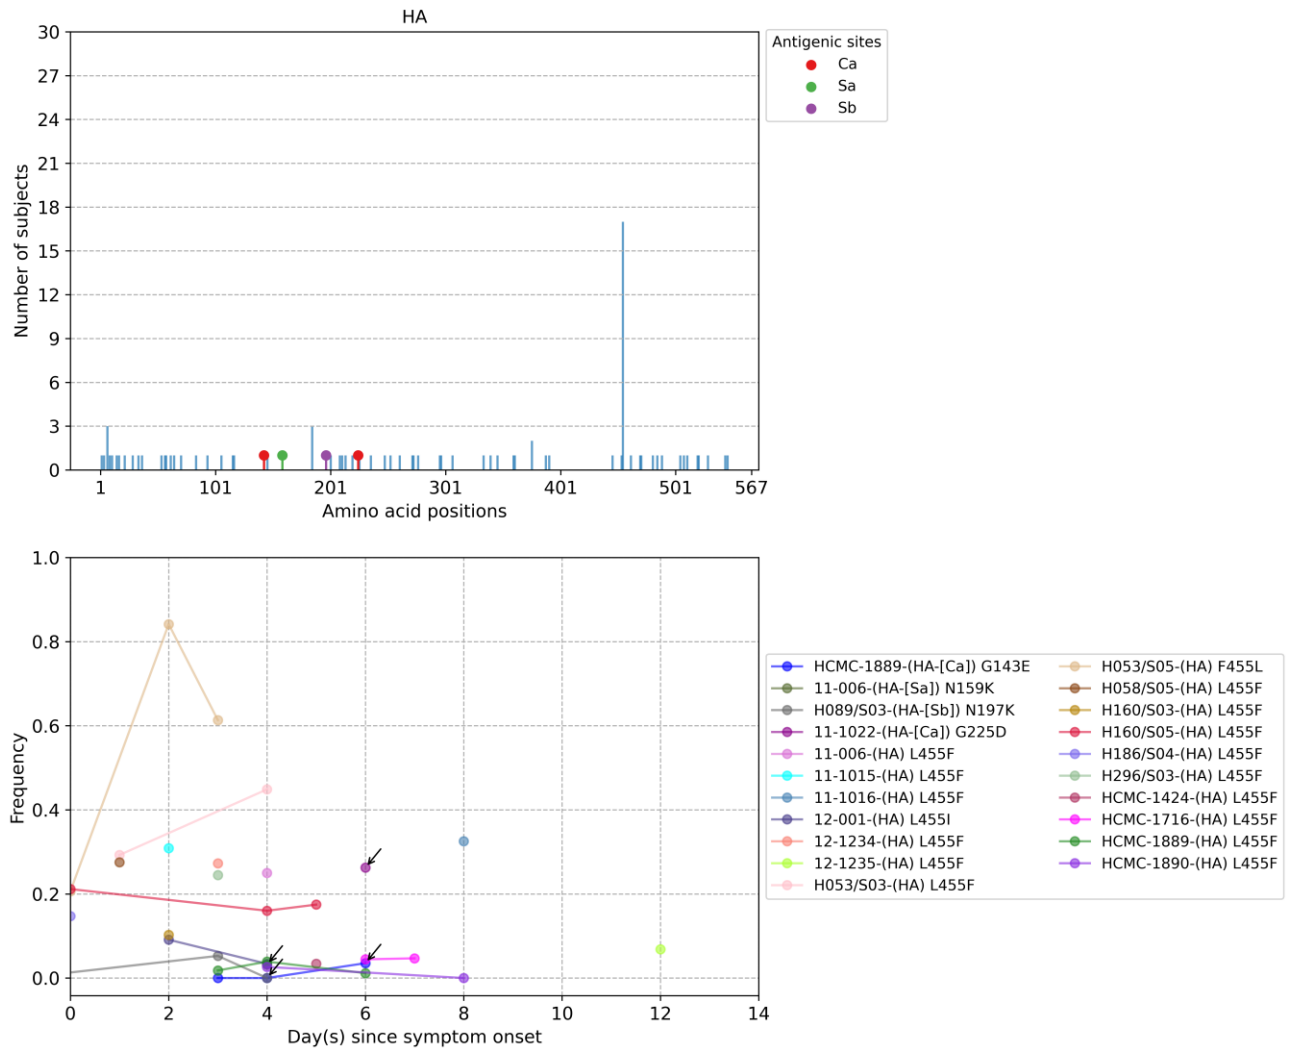 HA
30
27
24
21
18
15
12
9
6
3
0
Number of subjects
1
101
201
301
401
501
567
Amino acid positions
Antigenic sites
Ca
Sa
Sb
1.0
0.8
0.6
0.4
0.2
0.0
Frequency
0
2
4
6
8
10
12
14
Day(s) since symptom onset
HCMC-1889-(HA-[Ca]) G143E
11-006-(HA-[Sa]) N159K
H089/S03-(HA-[Sb]) N197K
11-1022-(HA-[Ca]) G225D
11-006-(HA) L455F
11-1015-(HA) L455F
11-1016-(HA) L455F
12-001-(HA) L455I
12-1234-(HA) L455F
12-1235-(HA) L455F
H053/S03-(HA) L455F
H053/S05-(HA) F455L
H058/S05-(HA) L455F
H160/S03-(HA) L455F
H160/S05-(HA) L455F
H186/S04-(HA) L455F
H296/S03-(HA) L455F
HCMC-1424-(HA) L455F
HCMC-1716-(HA) L455F
HCMC-1889-(HA) L455F
HCMC-1890-(HA) L455F